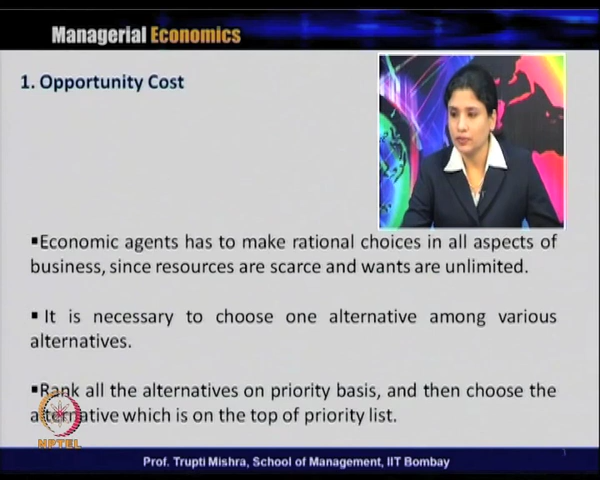 Managerial Economics
1. Opportunity Cost
▪Economic agents has to make rational choices in all aspects of
business, since resources are scarce and wants are unlimited.
▪ It is necessary to choose one alternative among various
alternatives.
▪Rank all the alternatives on priority basis, and then choose the
alternative which is on the top of priority list.
NPTEL
Prof. Trupti Mishra, School of Management, IIT Bombay